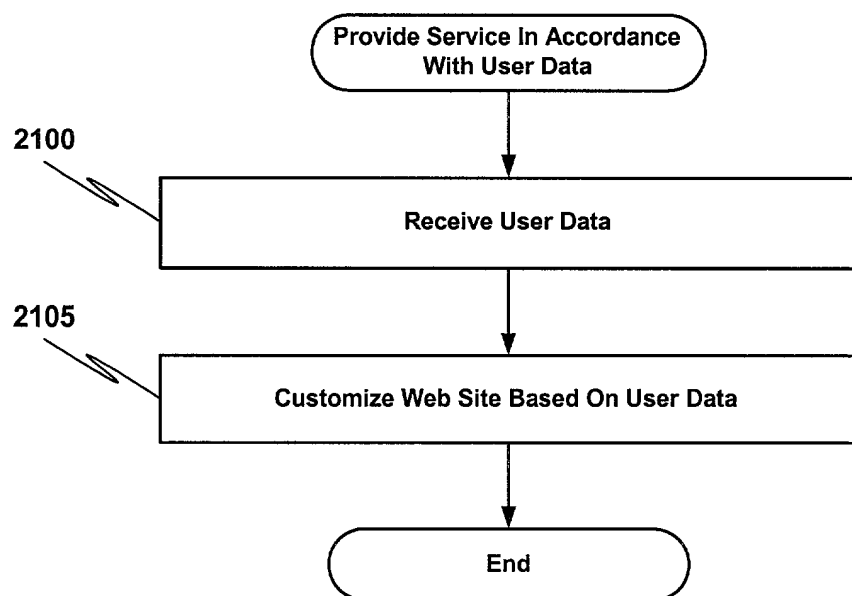 Provide Service In Accordance
With User Data
2100
Receive User Data
2105
Customize Web Site Based On User Data
End